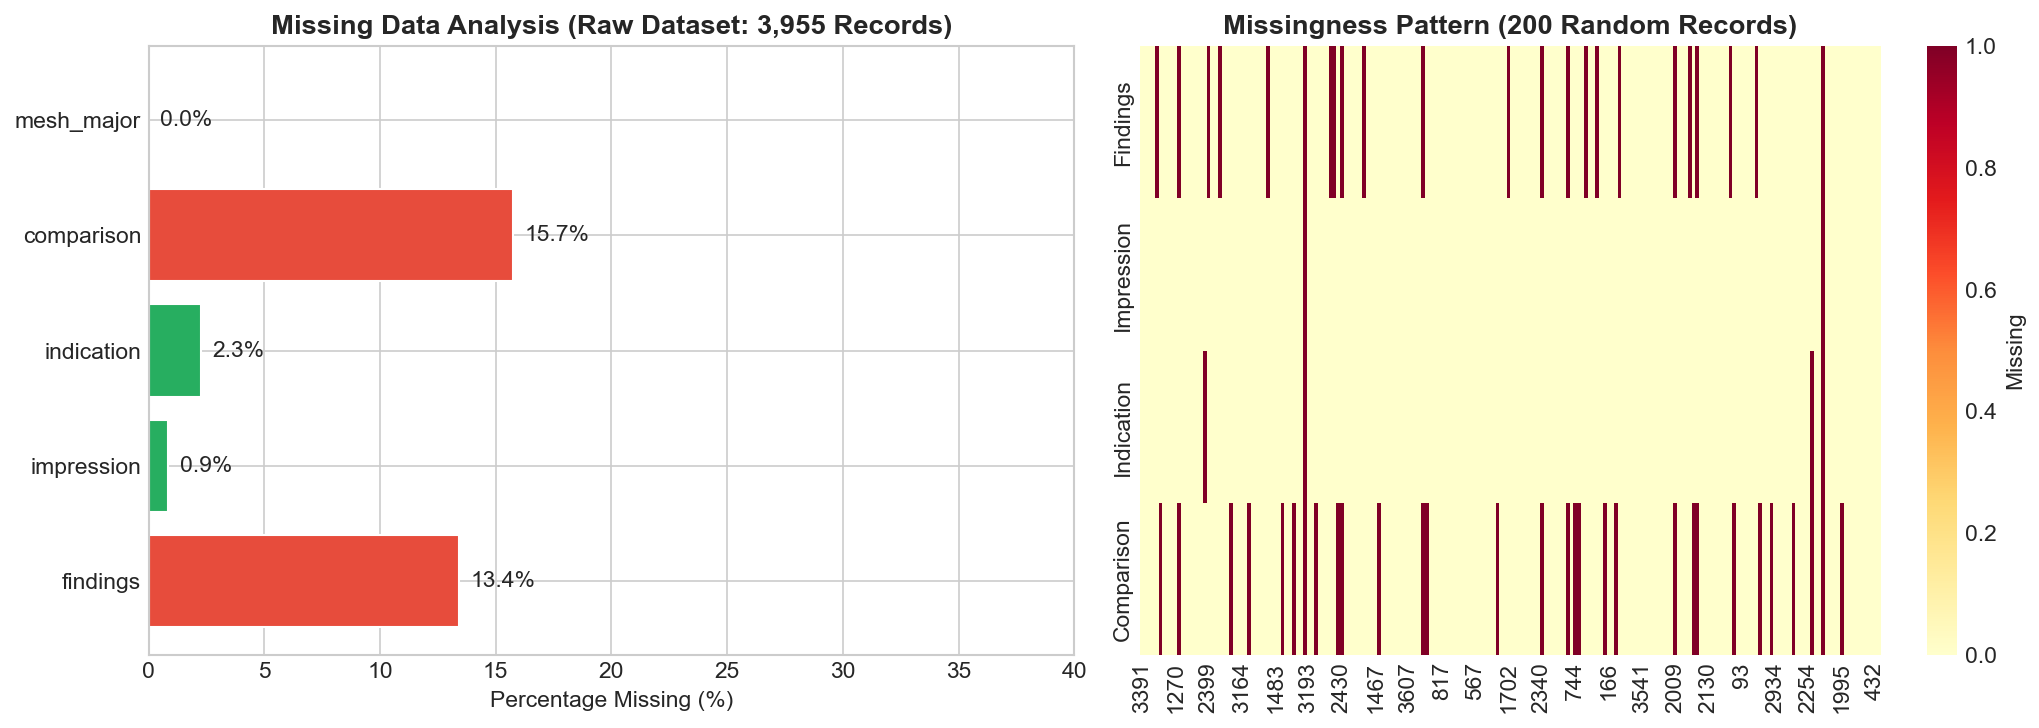 Missing Data Analysis (Raw Dataset: 3,955 Records)
mesh_major
0.0%
comparison
15.7%
indication
2.3%
impression
0.9%
findings
13.4%
0 5 10 15 20 25 30 35 40
Percentage Missing (%)
Missingness Pattern (200 Random Records)
Findings
Impression
Indication
Comparison
3391 1270 2399 3164 1483 3193 2430 1467 3607 817 567 1702 2340 744 166 3541 2009 2130 93 2934 2254 1995 432
1.0
0.8
0.6
0.4
0.2
0.0
Missing